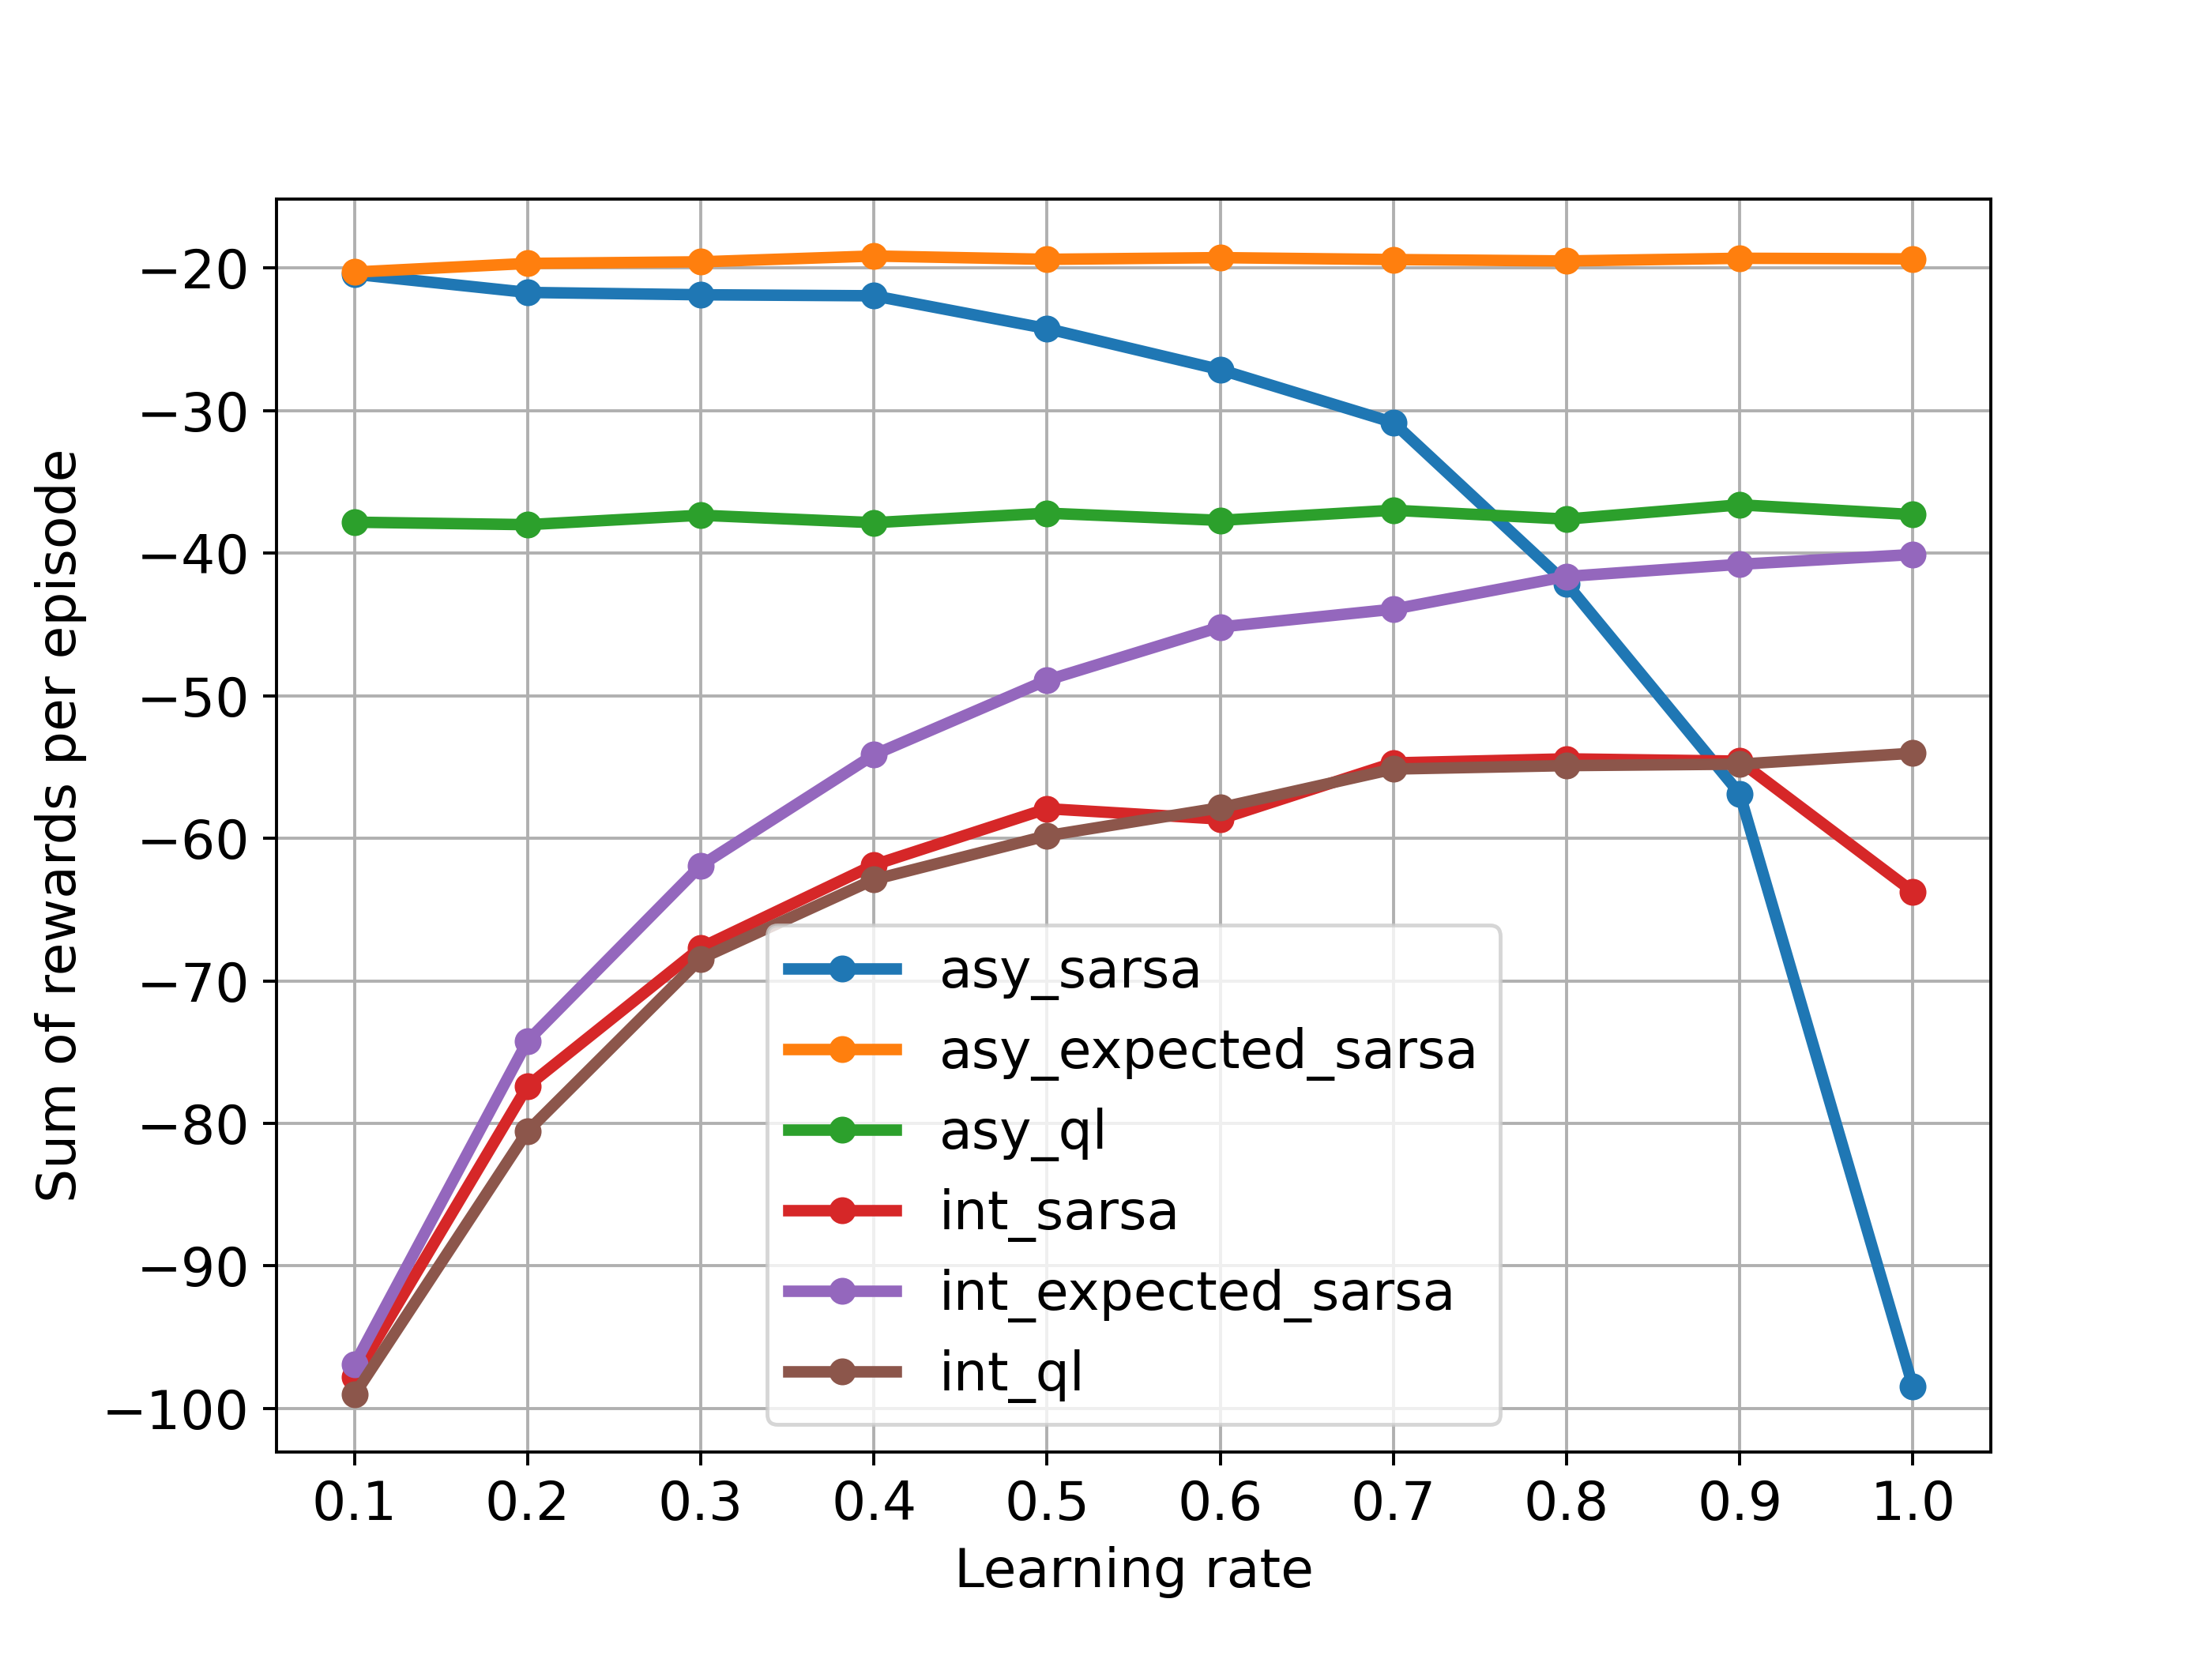 −20
−30
−40
−50
−60
−70
−80
−90
−100
Sum of rewards per episode
asy_sarsa
asy_expected_sarsa
asy_ql
int_sarsa
int_expected_sarsa
int_ql
0.1 0.2 0.3 0.4 0.5 0.6 0.7 0.8 0.9 1.0
Learning rate